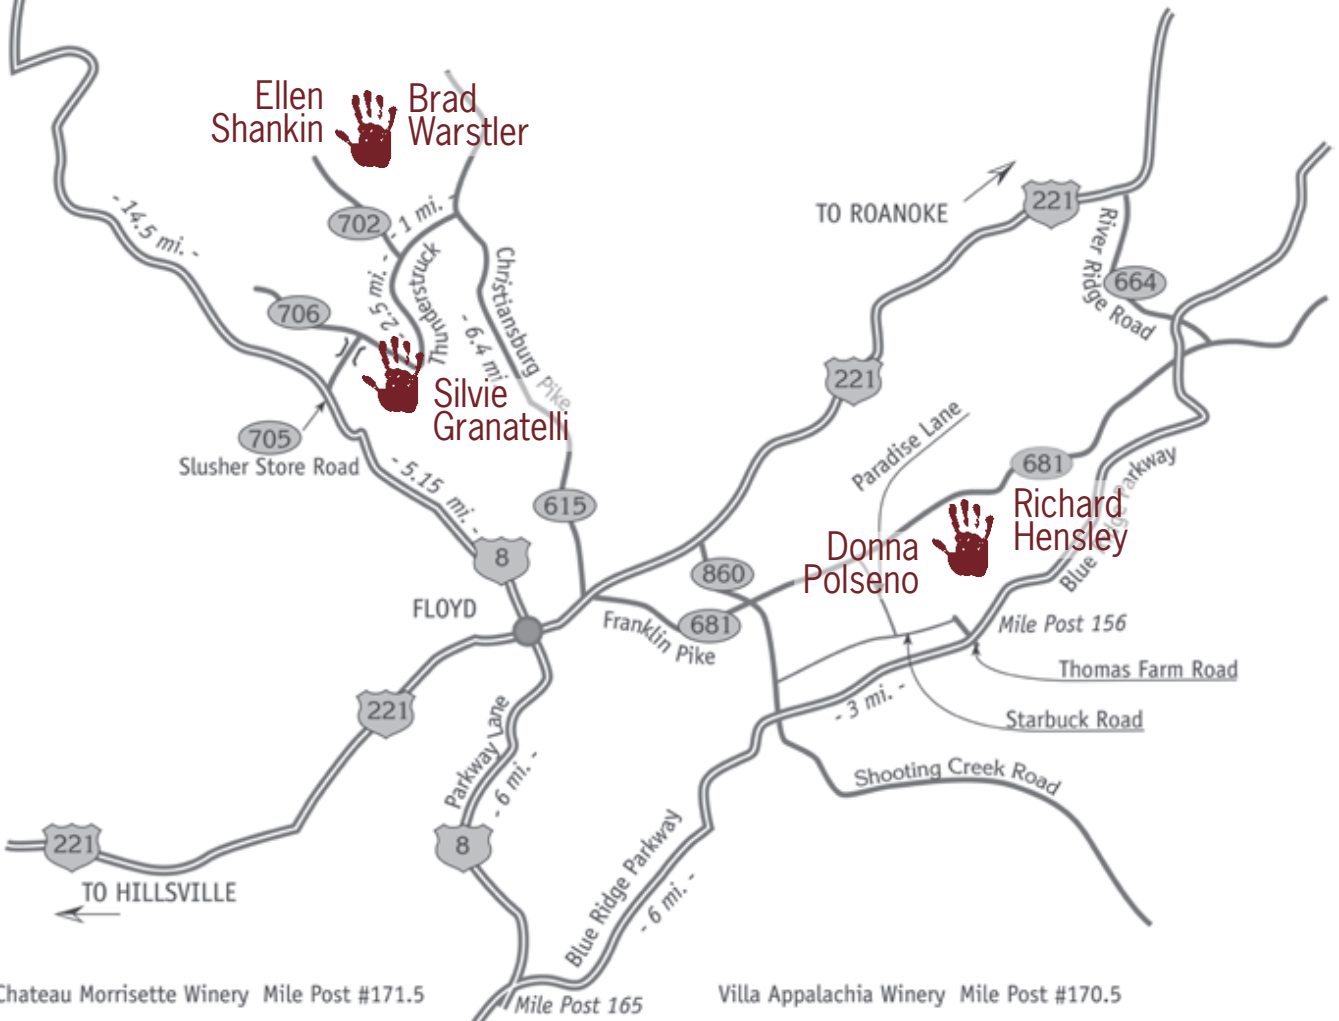 Ellen
Shankin
Brad
Warstler
702
- 1 mi. -
- 14.5 mi. -
TO ROANOKE
221
River Ridge Road
664
706
- 2.5 mi. -
Thunderstruck
Christiansburg Pike
- 6.4 mi.
221
Silvie
Granatelli
705
Slusher Store Road
- 5.15 mi. -
Paradise Lane
681
Richard
Hensley
Blue Ridge Parkway
615
8
Donna
Polseno
860
FLOYD
Franklin Pike
681
Mile Post 156
Thomas Farm Road
Starbuck Road
- 3 mi. -
221
Parkway Lane
- 6 mi. -
Shooting Creek Road
8
221
TO HILLSVILLE
Blue Ridge Parkway
- 6 mi. -
Chateau Morrisette Winery Mile Post #171.5
Mile Post 165
Villa Appalachia Winery Mile Post #170.5